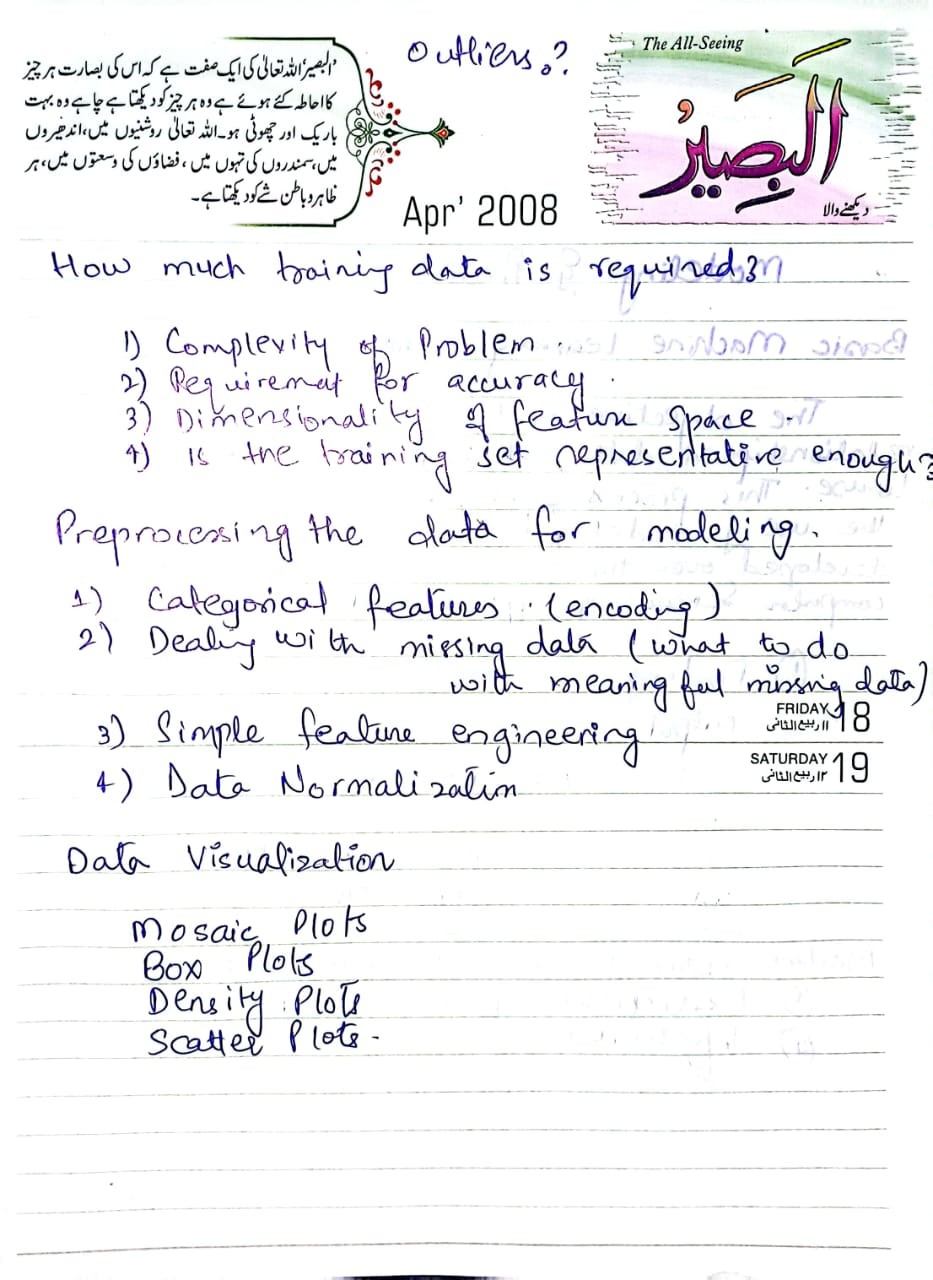 Outliers.?
The All-Seeing
البَصِیرُ
دیکھنے والا
'البصیر' اللہ تعالیٰ کی ایک صفت ہے کہ اس کی بصارت ہر چیز
کا احاطہ کئے ہوئے ہے وہ ہر چیز کو دیکھتا ہے چاہے وہ بہت
باریک اور چھوٹی ہو۔ اللہ تعالیٰ روشنیوں میں، اندھیروں
میں، سمندروں کی تہوں میں، فضاؤں کی وسعتوں میں، ہر
ظاہر و باطن شے کو دیکھتا ہے۔
Apr' 2008
How much training data is required?
1) Complexity of Problem.
2) Requiremat for accuracy.
3) Dimensionality of feature space.
4) is the training set representative enough?
Preprocessing the data for modeling.
1) Categorical features. (encoding)
2) Dealing with missing data (what to do
with meaningful missing data)
FRIDAY 18
۱۱ ربیع الثانی
3) Simple feature engineering
SATURDAY 19
۱۲ ربیع الثانی
4) Data Normalization
Data Visualization
Mosaic Plots
Box Plots
Density Plots
Scatter Plots.